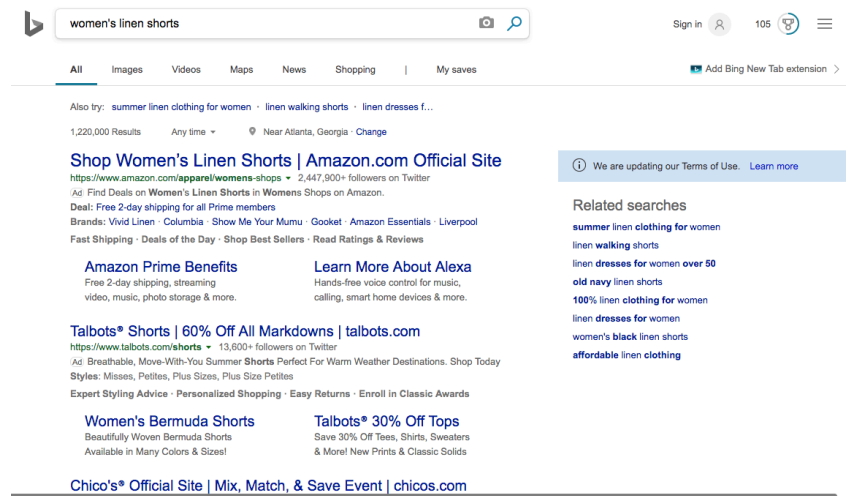 women's linen shorts
Sign in
105
All Images Videos Maps News Shopping | My saves
Add Bing New Tab extension
Also try: summer linen clothing for women · linen walking shorts · linen dresses f...
1,220,000 Results Any time Near Atlanta, Georgia · Change
Shop Women's Linen Shorts | Amazon.com Official Site
https://www.amazon.com/apparel/womens-shops 2,447,900+ followers on Twitter
Ad Find Deals on Women's Linen Shorts in Womens Shops on Amazon.
Deal: Free 2-day shipping for all Prime members
Brands: Vivid Linen · Columbia · Show Me Your Mumu · Gooket · Amazon Essentials · Liverpool
Fast Shipping · Deals of the Day · Shop Best Sellers · Read Ratings & Reviews
Amazon Prime Benefits
Free 2-day shipping, streaming
video, music, photo storage & more.
Learn More About Alexa
Hands-free voice control for music,
calling, smart home devices & more.
Talbots® Shorts | 60% Off All Markdowns | talbots.com
https://www.talbots.com/shorts 13,600+ followers on Twitter
Ad Breathable, Move-With-You Summer Shorts Perfect For Warm Weather Destinations. Shop Today
Styles: Misses, Petites, Plus Sizes, Plus Size Petites
Expert Styling Advice · Personalized Shopping · Easy Returns · Enroll in Classic Awards
Women's Bermuda Shorts
Beautifully Woven Bermuda Shorts
Available in Many Colors & Sizes!
Talbots® 30% Off Tops
Save 30% Off Tees, Shirts, Sweaters
& More! New Prints & Classic Solids
Chico's® Official Site | Mix, Match, & Save Event | chicos.com
We are updating our Terms of Use. Learn more
Related searches
summer linen clothing for women
linen walking shorts
linen dresses for women over 50
old navy linen shorts
100% linen clothing for women
linen dresses for women
women's black linen shorts
affordable linen clothing